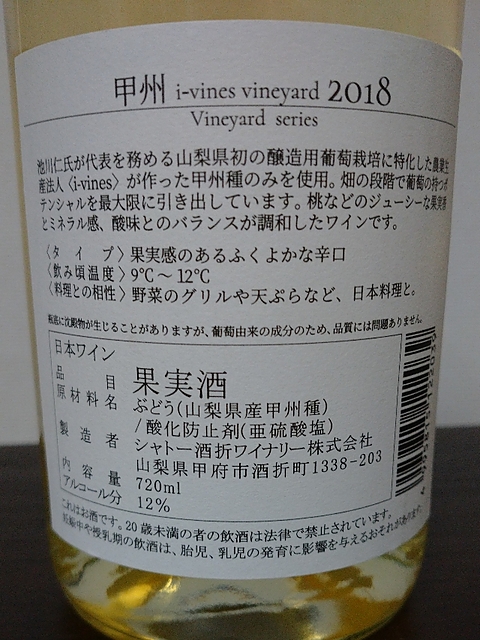 甲州 i-vines vineyard 2018
Vineyard series
池川仁氏が代表を務める山梨県初の醸造用葡萄栽培に特化した農業生
産法人〈i-vines〉が作った甲州種のみを使用。畑の段階で葡萄の持つポ
テンシャルを最大限に引き出しています。桃などのジューシーな果実香
とミネラル感、酸味とのバランスが調和したワインです。
〈タイプ〉果実感のあるふくよかな辛口
〈飲み頃温度〉9℃～12℃
〈料理との相性〉野菜のグリルや天ぷらなど、日本料理と。
瓶底に沈殿物が生じることがありますが、葡萄由来の成分のため、品質には問題ありません。
日本ワイン
品目 果実酒
原材料名 ぶどう(山梨県産甲州種)
/酸化防止剤(亜硫酸塩)
製造者 シャトー酒折ワイナリー株式会社
山梨県甲府市酒折町1338-203
内容量 720ml
アルコール分 12%
これはお酒です。20歳未満の者の飲酒は法律で禁止されています。
妊娠中や授乳期の飲酒は、胎児、乳児の発育に影響を与えるおそれがあります。